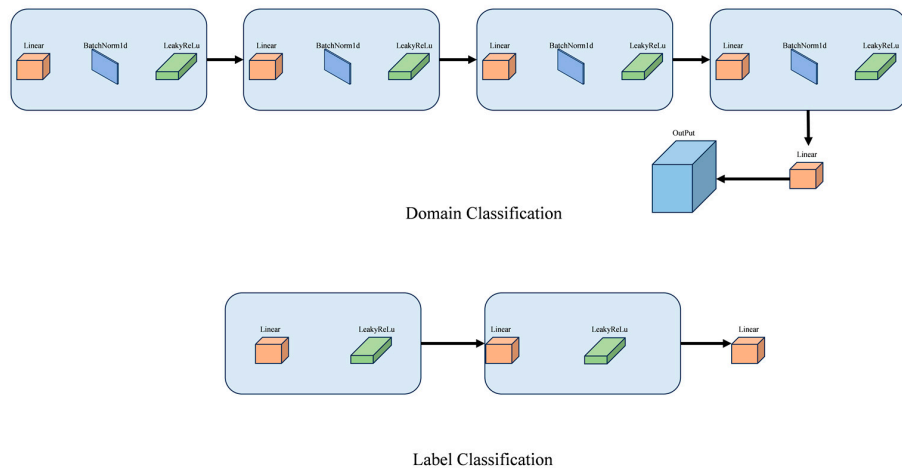 Linear
BatchNorm1d
LeakyReLu
Linear
BatchNorm1d
LeakyReLu
Linear
BatchNorm1d
LeakyReLu
Linear
BatchNorm1d
LeakyReLu
OutPut
Linear
Domain Classification
Linear
LeakyReLu
Linear
LeakyReLu
Linear
Label Classification